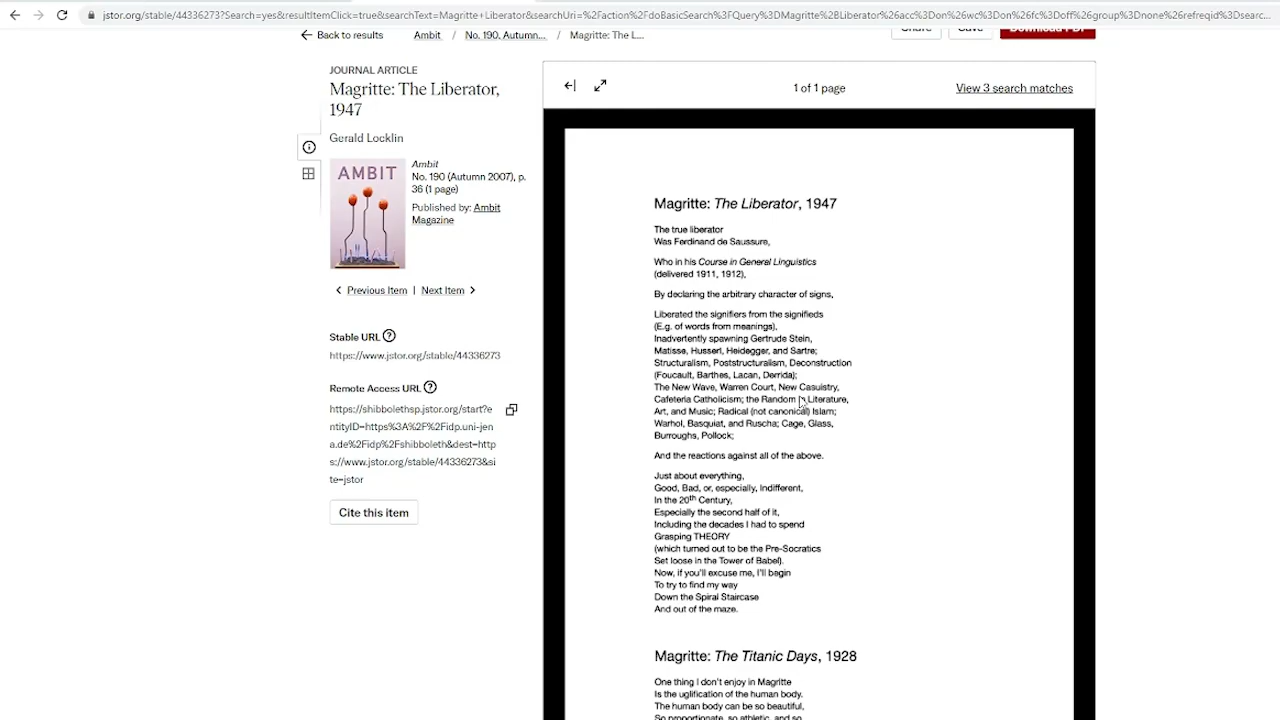 jstor.org/stable/44336273?Search=yes&resultItemClick=true&searchText=Magritte+Liberator&searchUri=%2Faction%2FdoBasicSearch%3FQuery%3DMagritte%2BLiberator%26acc%3Don%26wc%3Don%26fc%3Doff%26group%3Dnone&refreqid%3Dsearc...
Back to results
Ambit / No. 190, Autumn... / Magritte: The L...
Share
Save
Download PDF
JOURNAL ARTICLE
Magritte: The Liberator,
1947
Gerald Locklin
AMBIT
Ambit
No. 190 (Autumn 2007), p.
36 (1 page)
Published by: Ambit
Magazine
Previous Item | Next Item
Stable URL
https://www.jstor.org/stable/44336273
Remote Access URL
https://shibbolethsp.jstor.org/start?e
ntityID=https%3A%2F%2Fidp.uni-jen
a.de%2Fidp%2Fshibboleth&dest=http
s://www.jstor.org/stable/44336273&si
te=jstor
Cite this item
1 of 1 page
View 3 search matches
Magritte: The Liberator, 1947
The true liberator
Was Ferdinand de Saussure,
Who in his Course in General Linguistics
(delivered 1911, 1912),
By declaring the arbitrary character of signs,
Liberated the signifiers from the signifieds
(E.g. of words from meanings),
Inadvertently spawning Gertrude Stein,
Matisse, Husserl, Heidegger, and Sartre;
Structuralism, Poststructuralism, Deconstruction
(Foucault, Barthes, Lacan, Derrida);
The New Wave, Warren Court, New Casuistry,
Cafeteria Catholicism; the Random in Literature,
Art, and Music; Radical (not canonical) Islam;
Warhol, Basquiat, and Ruscha; Cage, Glass,
Burroughs, Pollock;
And the reactions against all of the above.
Just about everything,
Good, Bad, or, especially, Indifferent,
In the 20th Century,
Especially the second half of it,
Including the decades I had to spend
Grasping THEORY
(which turned out to be the Pre-Socratics
Set loose in the Tower of Babel).
Now, if you'll excuse me, I'll begin
To try to find my way
Down the Spiral Staircase
And out of the maze.
Magritte: The Titanic Days, 1928
One thing I don't enjoy in Magritte
Is the uglification of the human body.
The human body can be so beautiful,
So proportionate, so athletic, and so